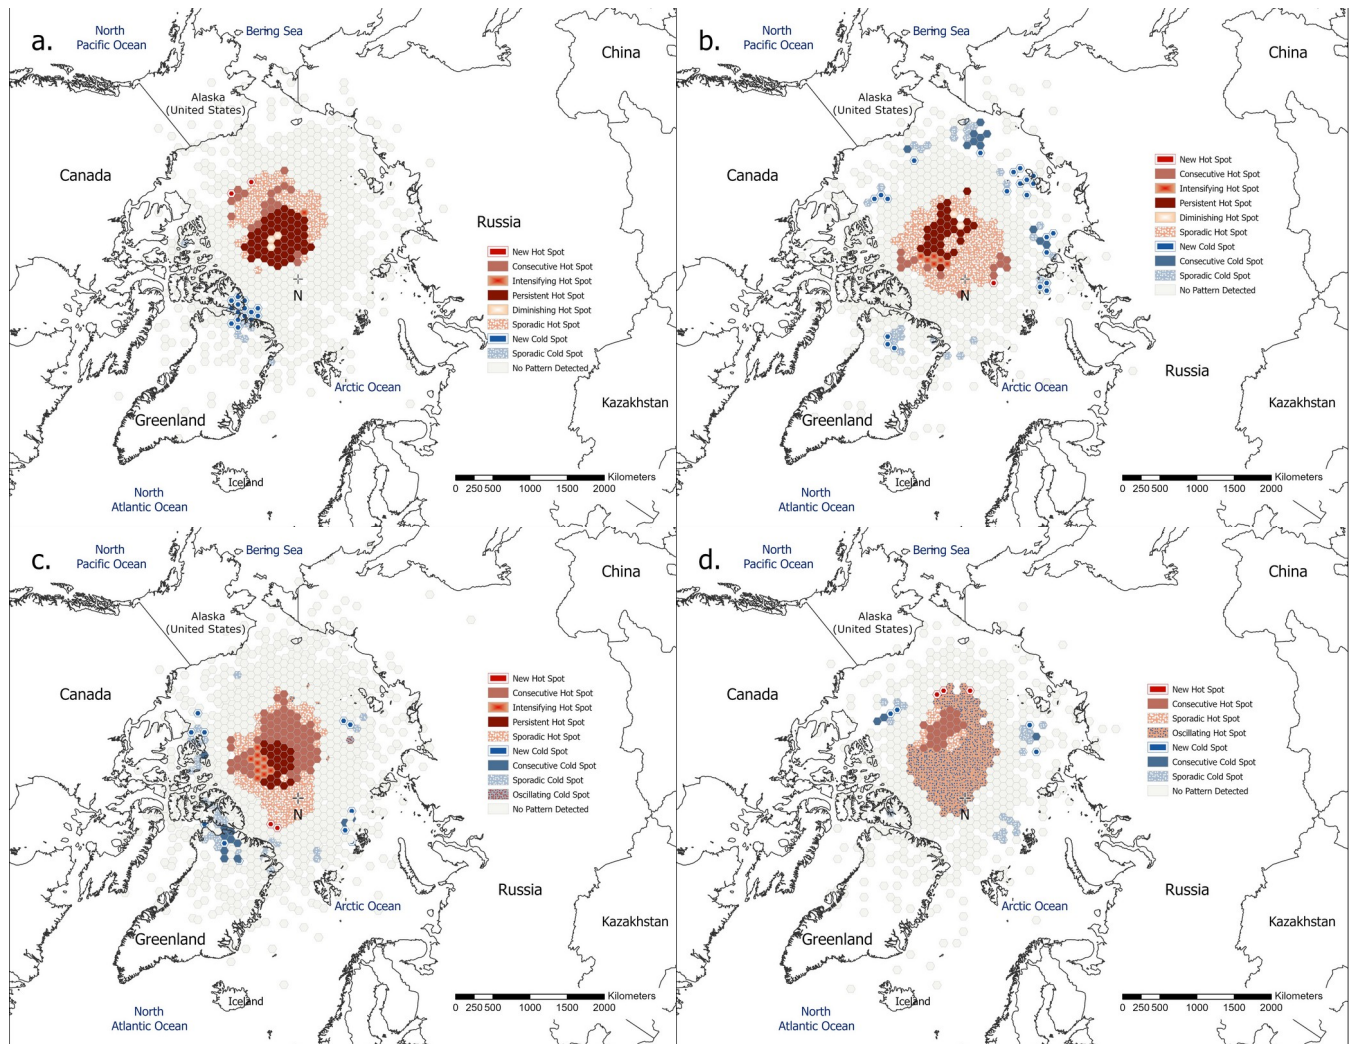 a.
North
Pacific Ocean
Bering Sea
China
Alaska
(United States)
Canada
Russia
New Hot Spot
Consecutive Hot Spot
Intensifying Hot Spot
Persistent Hot Spot
Diminishing Hot Spot
Sporadic Hot Spot
New Cold Spot
Sporadic Cold Spot
No Pattern Detected
N
Arctic Ocean
Kazakhstan
Greenland
Iceland
North
Atlantic Ocean
Kilometers
0 250 500 1000 1500 2000
b.
North
Pacific Ocean
Bering Sea
China
Alaska
(United States)
Canada
New Hot Spot
Consecutive Hot Spot
Intensifying Hot Spot
Persistent Hot Spot
Diminishing Hot Spot
Sporadic Hot Spot
New Cold Spot
Consecutive Cold Spot
Sporadic Cold Spot
No Pattern Detected
N
Russia
Arctic Ocean
Kazakhstan
Greenland
Iceland
North
Atlantic Ocean
Kilometers
0 250 500 1000 1500 2000
c.
North
Pacific Ocean
Bering Sea
China
Alaska
(United States)
Canada
New Hot Spot
Consecutive Hot Spot
Intensifying Hot Spot
Persistent Hot Spot
Sporadic Hot Spot
New Cold Spot
Consecutive Cold Spot
Sporadic Cold Spot
Oscillating Cold Spot
No Pattern Detected
N
Russia
Arctic Ocean
Kazakhstan
Greenland
Iceland
North
Atlantic Ocean
Kilometers
0 250 500 1000 1500 2000
d.
North
Pacific Ocean
Bering Sea
China
Alaska
(United States)
Canada
New Hot Spot
Consecutive Hot Spot
Sporadic Hot Spot
Oscillating Hot Spot
New Cold Spot
Consecutive Cold Spot
Sporadic Cold Spot
No Pattern Detected
N
Russia
Arctic Ocean
Kazakhstan
Greenland
Iceland
North
Atlantic Ocean
Kilometers
0 250 500 1000 1500 2000